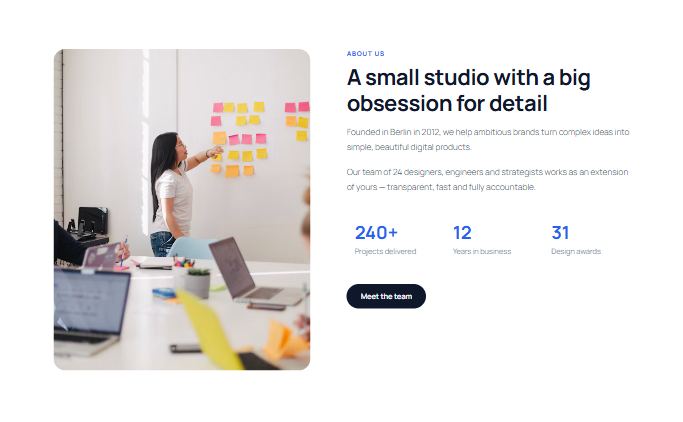 ABOUT US
A small studio with a big
obsession for detail
Founded in Berlin in 2012, we help ambitious brands turn complex ideas into
simple, beautiful digital products.
Our team of 24 designers, engineers and strategists works as an extension
of yours — transparent, fast and fully accountable.
240+ 12 31
Projects delivered Years in business Design awards
Meet the team